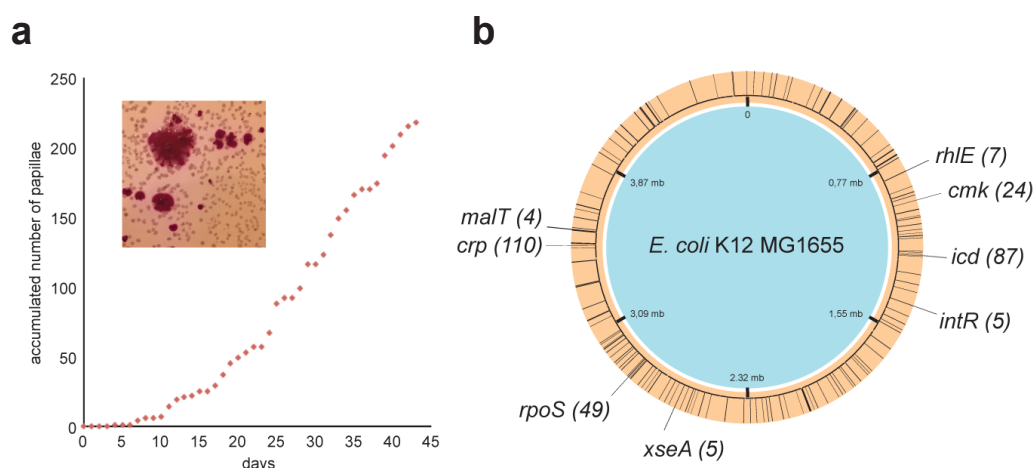 a
250
200
150
100
50
0
accumulated number of papillae
0 5 10 15 20 25 30 35 40 45
days
b
0
0,77 mb
1,55 mb
2.32 mb
3,09 mb
3,87 mb
E. coli K12 MG1655
rhlE (7)
cmk (24)
icd (87)
intR (5)
xseA (5)
rpoS (49)
crp (110)
malT (4)